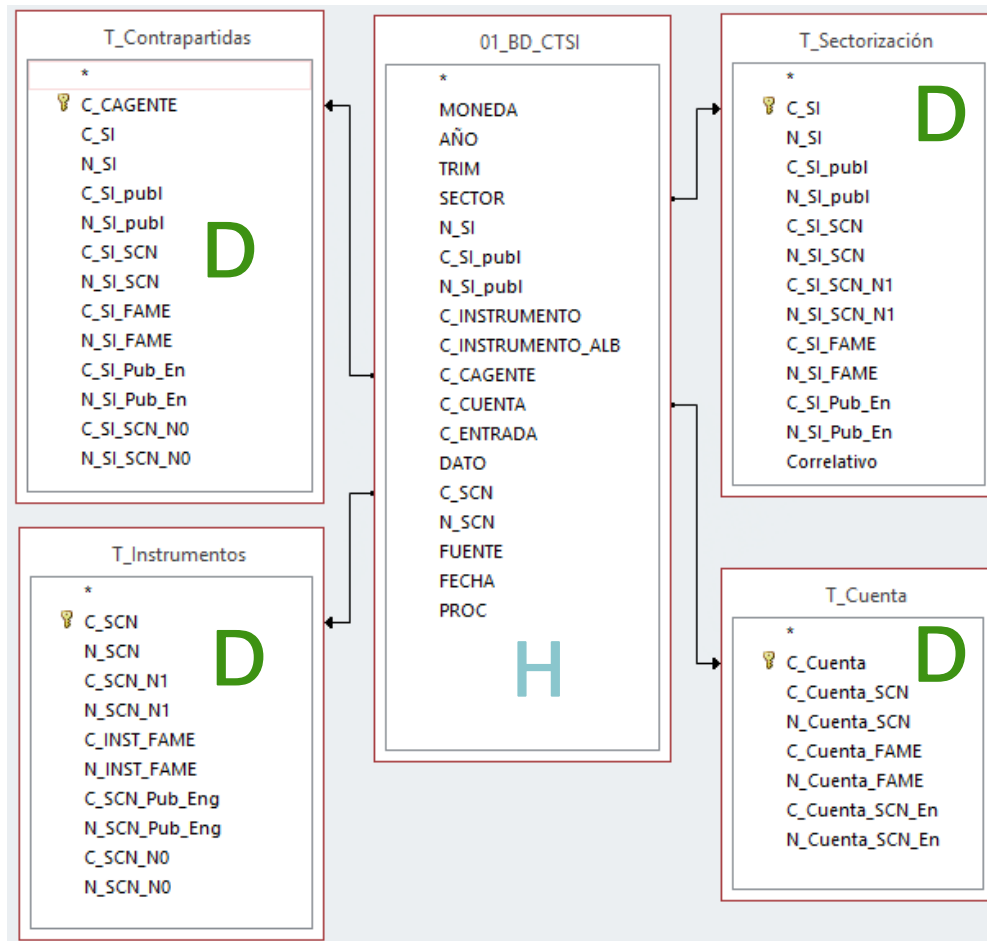 T_Contrapartidas
*
C_CAGENTE
C_SI
N_SI
C_SI_publ
N_SI_publ
C_SI_SCN
N_SI_SCN
C_SI_FAME
N_SI_FAME
C_SI_Pub_En
N_SI_Pub_En
C_SI_SCN_N0
N_SI_SCN_N0
D
T_Instrumentos
*
C_SCN
N_SCN
C_SCN_N1
N_SCN_N1
C_INST_FAME
N_INST_FAME
C_SCN_Pub_Eng
N_SCN_Pub_Eng
C_SCN_N0
N_SCN_N0
D
01_BD_CTSI
*
MONEDA
AÑO
TRIM
SECTOR
N_SI
C_SI_publ
N_SI_publ
C_INSTRUMENTO
C_INSTRUMENTO_ALB
C_CAGENTE
C_CUENTA
C_ENTRADA
DATO
C_SCN
N_SCN
FUENTE
FECHA
PROC
H
T_Sectorización
*
C_SI
N_SI
C_SI_publ
N_SI_publ
C_SI_SCN
N_SI_SCN
C_SI_SCN_N1
N_SI_SCN_N1
C_SI_FAME
N_SI_FAME
C_SI_Pub_En
N_SI_Pub_En
Correlativo
D
T_Cuenta
*
C_Cuenta
C_Cuenta_SCN
N_Cuenta_SCN
C_Cuenta_FAME
N_Cuenta_FAME
C_Cuenta_SCN_En
N_Cuenta_SCN_En
D